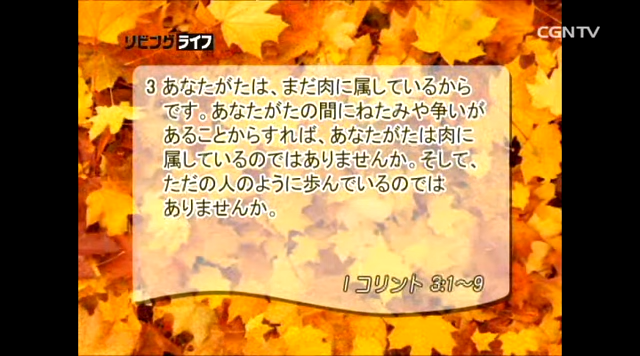 リビングライフ
CGNTV
3 あなたがたは、まだ肉に属しているから
です。あなたがたの間にねたみや争いが
あることからすれば、あなたがたは肉に
属しているのではありませんか。そして、
ただの人のように歩んでいるのでは
ありませんか。
I コリント 3:1〜9